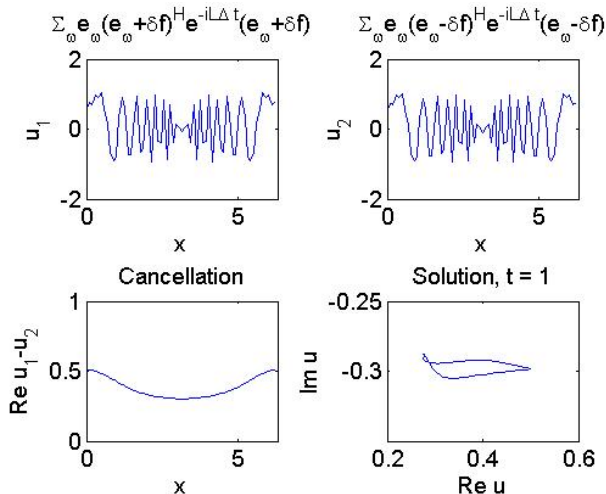 Σ_ω e_ω(e_ω+δf)^H e^{-iLΔ t}(e_ω+δf)
Σ_ω e_ω(e_ω-δf)^H e^{-iLΔ t}(e_ω-δf)
2
0
-2
u_1
0
5
x
2
0
-2
u_2
0
5
x
Cancellation
1
0.5
0
Re u_1-u_2
0
5
x
Solution, t = 1
-0.25
-0.3
Im u
0.2
0.4
0.6
Re u